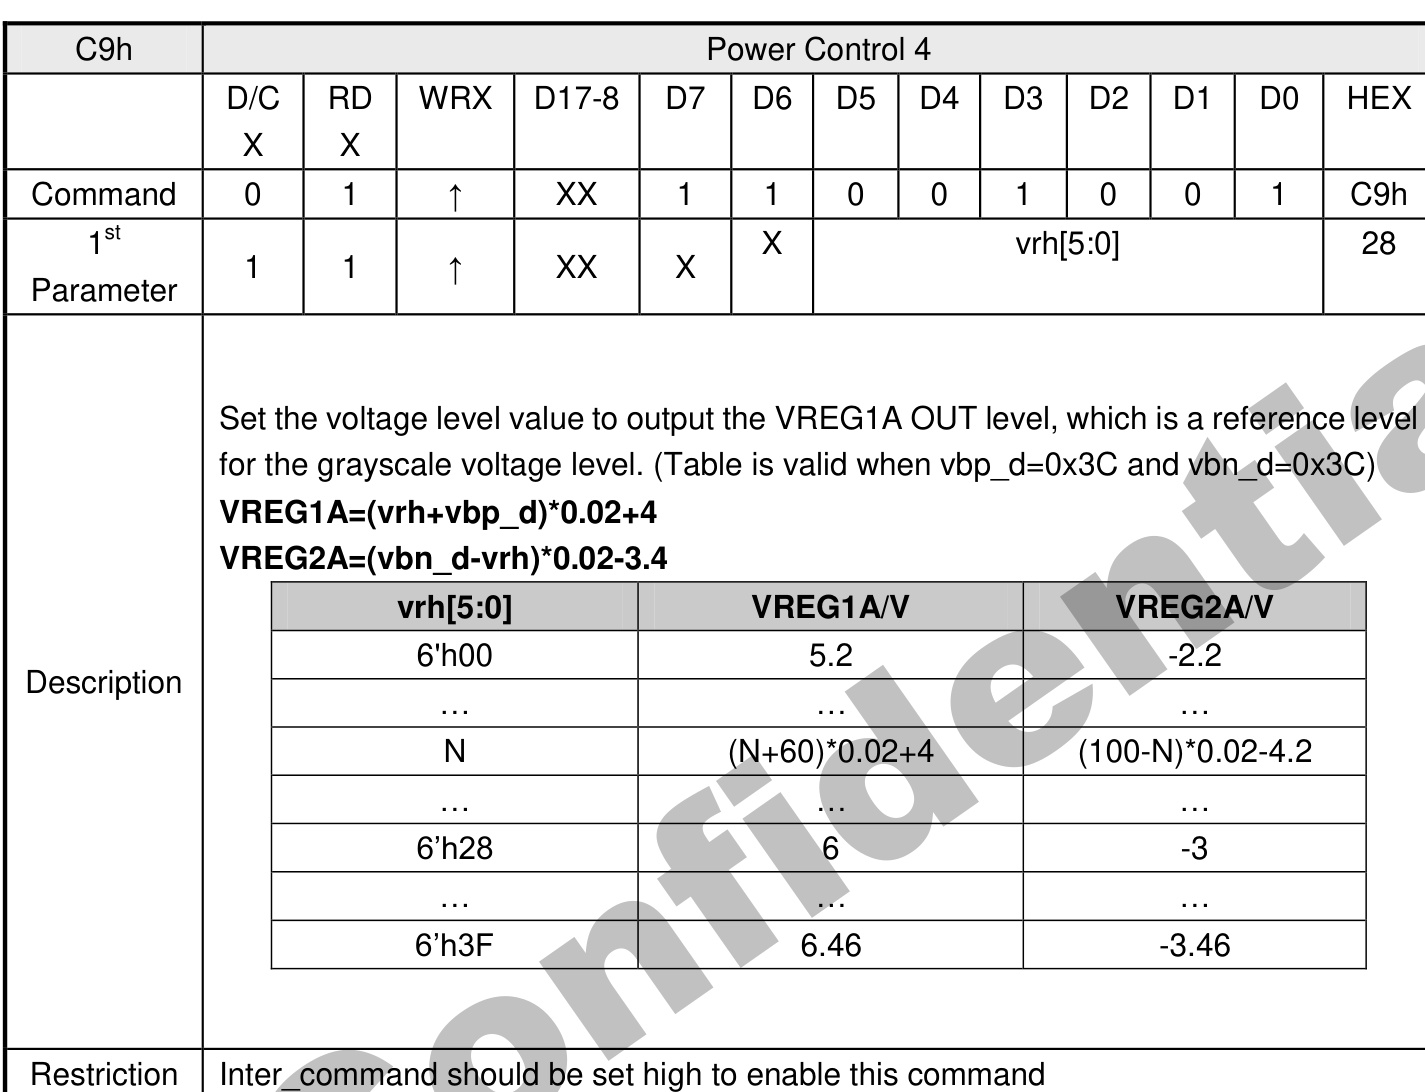 C9h Power Control 4
D/C RD WRX D17-8 D7 D6 D5 D4 D3 D2 D1 D0 HEX
X X
Command 0 1 ↑ XX 1 1 0 0 1 0 0 1 C9h
1st X vrh[5:0] 28
1 1 ↑ XX X
Parameter
Set the voltage level value to output the VREG1A OUT level, which is a reference level
for the grayscale voltage level. (Table is valid when vbp_d=0x3C and vbn_d=0x3C)
VREG1A=(vrh+vbp_d)*0.02+4
VREG2A=(vbn_d-vrh)*0.02-3.4
vrh[5:0] VREG1A/V VREG2A/V
6'h00 5.2 -2.2
Description
… … …
N (N+60)*0.02+4 (100-N)*0.02-4.2
… … …
6’h28 6 -3
… … …
6’h3F 6.46 -3.46
Restriction Inter_command should be set high to enable this command
Confidentia